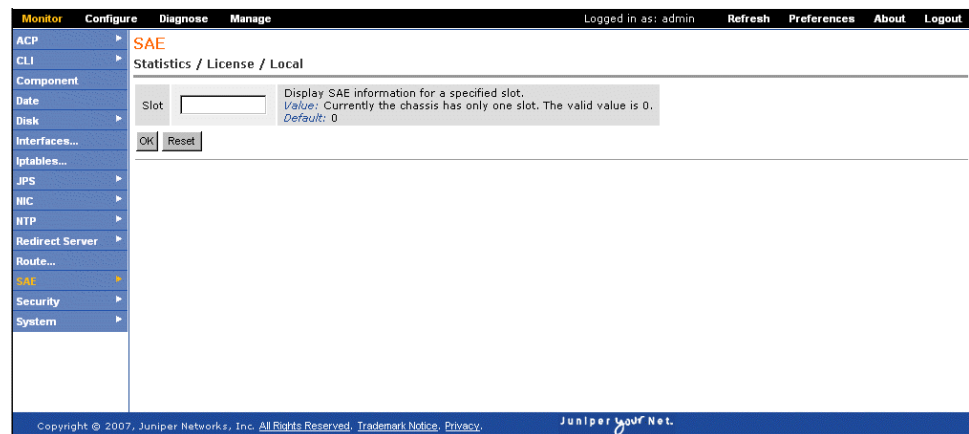 Monitor Configure Diagnose Manage Logged in as: admin Refresh Preferences About Logout
ACP
CLI
Component
Date
Disk
Interfaces...
Iptables...
JPS
NIC
NTP
Redirect Server
Route...
SAE
Security
System
SAE
Statistics / License / Local
Slot
Display SAE information for a specified slot.
Value: Currently the chassis has only one slot. The valid value is 0.
Default: 0
OK Reset
Copyright © 2007, Juniper Networks, Inc. All Rights Reserved. Trademark Notice. Privacy.
Juniper your Net.